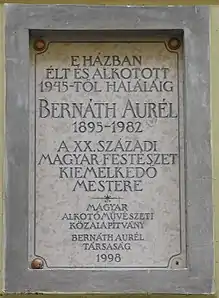 E HÁZBAN
ÉLT ÉS ALKOTOTT
1945-TŐL HALÁLÁIG
BERNÁTH AURÉL
1895-1982
A XX. SZÁZADI
MAGYAR FESTÉSZET
KIEMELKEDŐ
MESTERE
MAGYAR
ALKOTÓMŰVÉSZETI
KÖZALAPÍTVÁNY
BERNÁTH AURÉL
TÁRSASÁG
1998